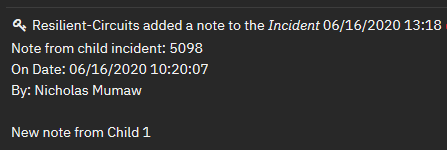 Resilient-Circuits added a note to the Incident 06/16/2020 13:18
Note from child incident: 5098
On Date: 06/16/2020 10:20:07
By: Nicholas Mumaw
New note from Child 1